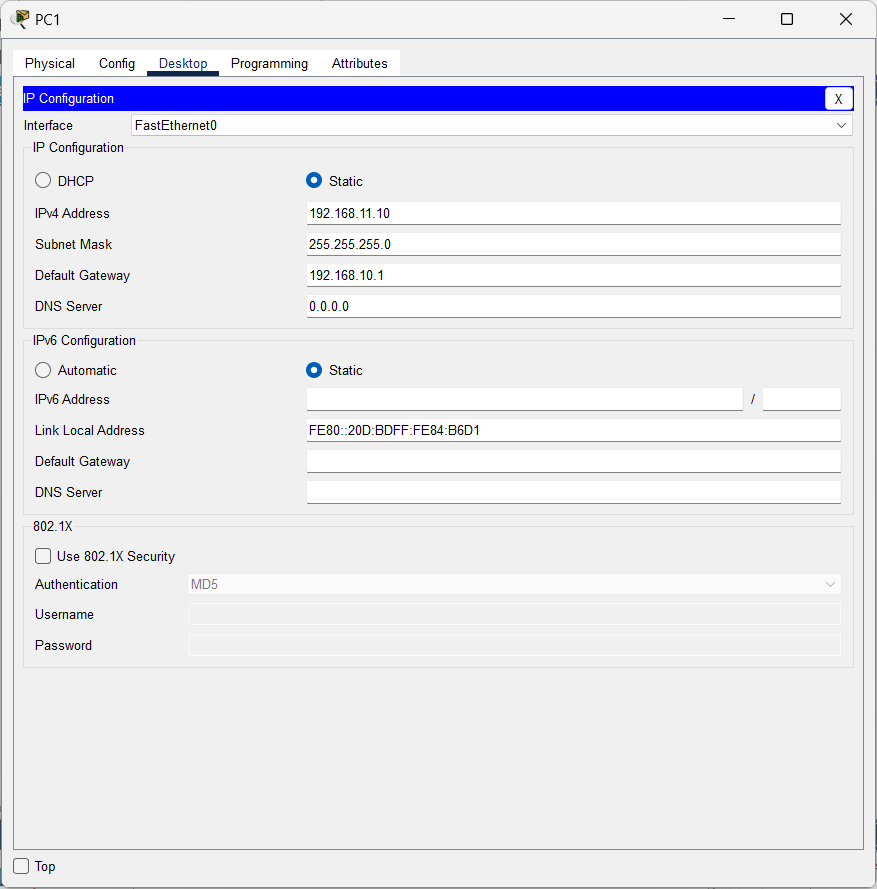 PC1
Physical Config Desktop Programming Attributes
IP Configuration X
Interface FastEthernet0
IP Configuration
DHCP Static
IPv4 Address 192.168.11.10
Subnet Mask 255.255.255.0
Default Gateway 192.168.10.1
DNS Server 0.0.0.0
IPv6 Configuration
Automatic Static
IPv6 Address /
Link Local Address FE80::20D:BDFF:FE84:B6D1
Default Gateway
DNS Server
802.1X
Use 802.1X Security
Authentication MD5
Username
Password
Top